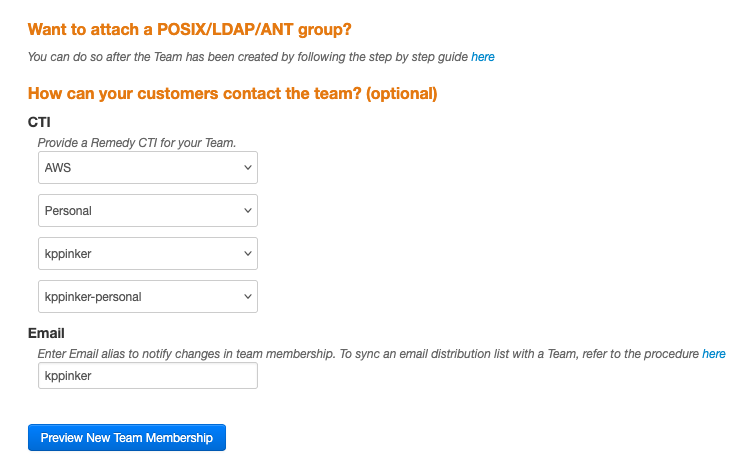 Want to attach a POSIX/LDAP/ANT group?
You can do so after the Team has been created by following the step by step guide here
How can your customers contact the team? (optional)
CTI
Provide a Remedy CTI for your Team.
AWS
Personal
kppinker
kppinker-personal
Email
Enter Email alias to notify changes in team membership. To sync an email distribution list with a Team, refer to the procedure here
kppinker
Preview New Team Membership